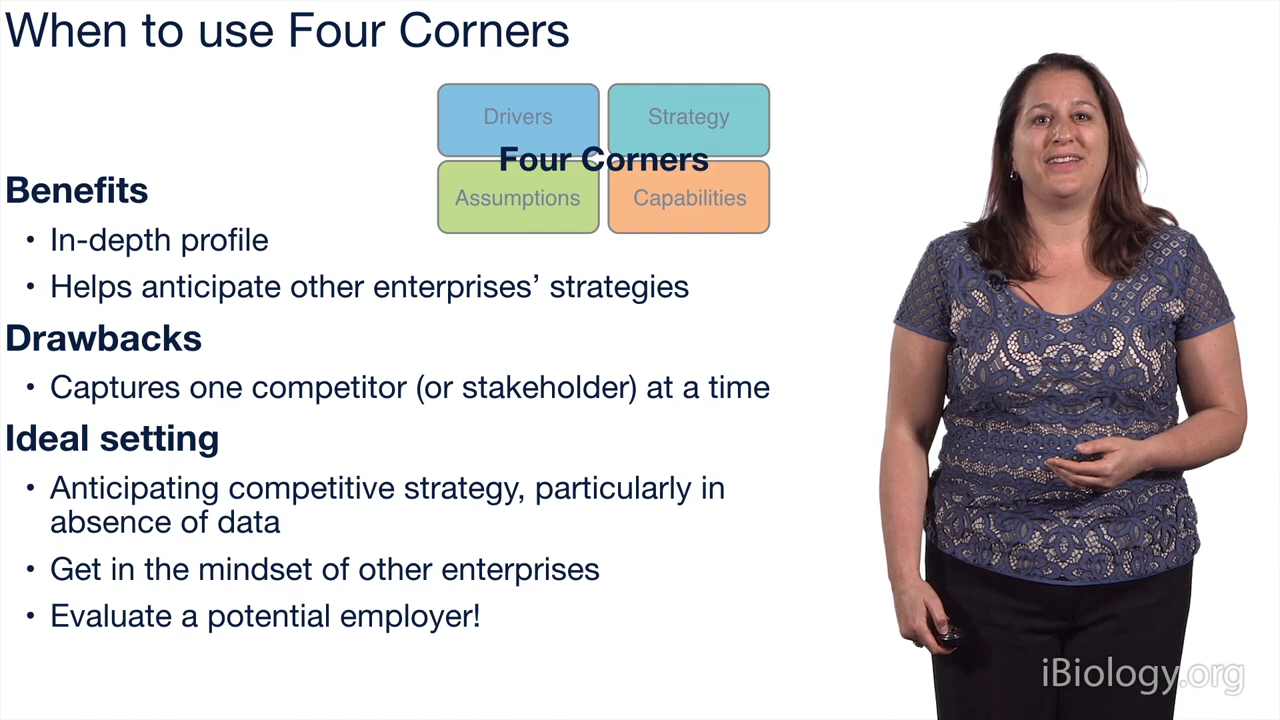 When to use Four Corners
Drivers
Strategy
Four Corners
Assumptions
Capabilities
Benefits
• In-depth profile
• Helps anticipate other enterprises’ strategies
Drawbacks
• Captures one competitor (or stakeholder) at a time
Ideal setting
• Anticipating competitive strategy, particularly in
absence of data
• Get in the mindset of other enterprises
• Evaluate a potential employer!
iBiology.org